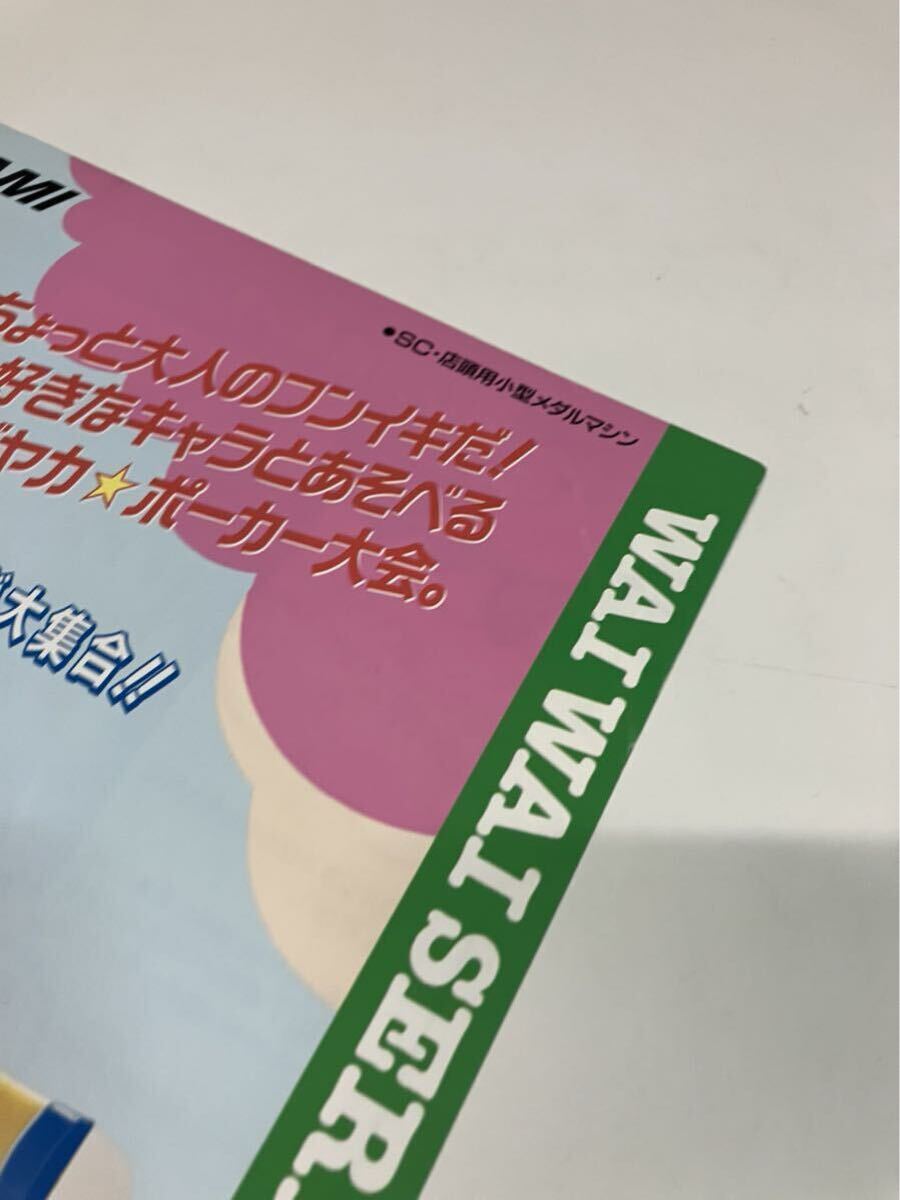 AMI
●SC・店頭用小型メダルマシン
ちょっと大人のフンイキだ!
好きなキャラとあそべる
ヤカ★ポーカー大会。
大集合!!
WAI WAI SER